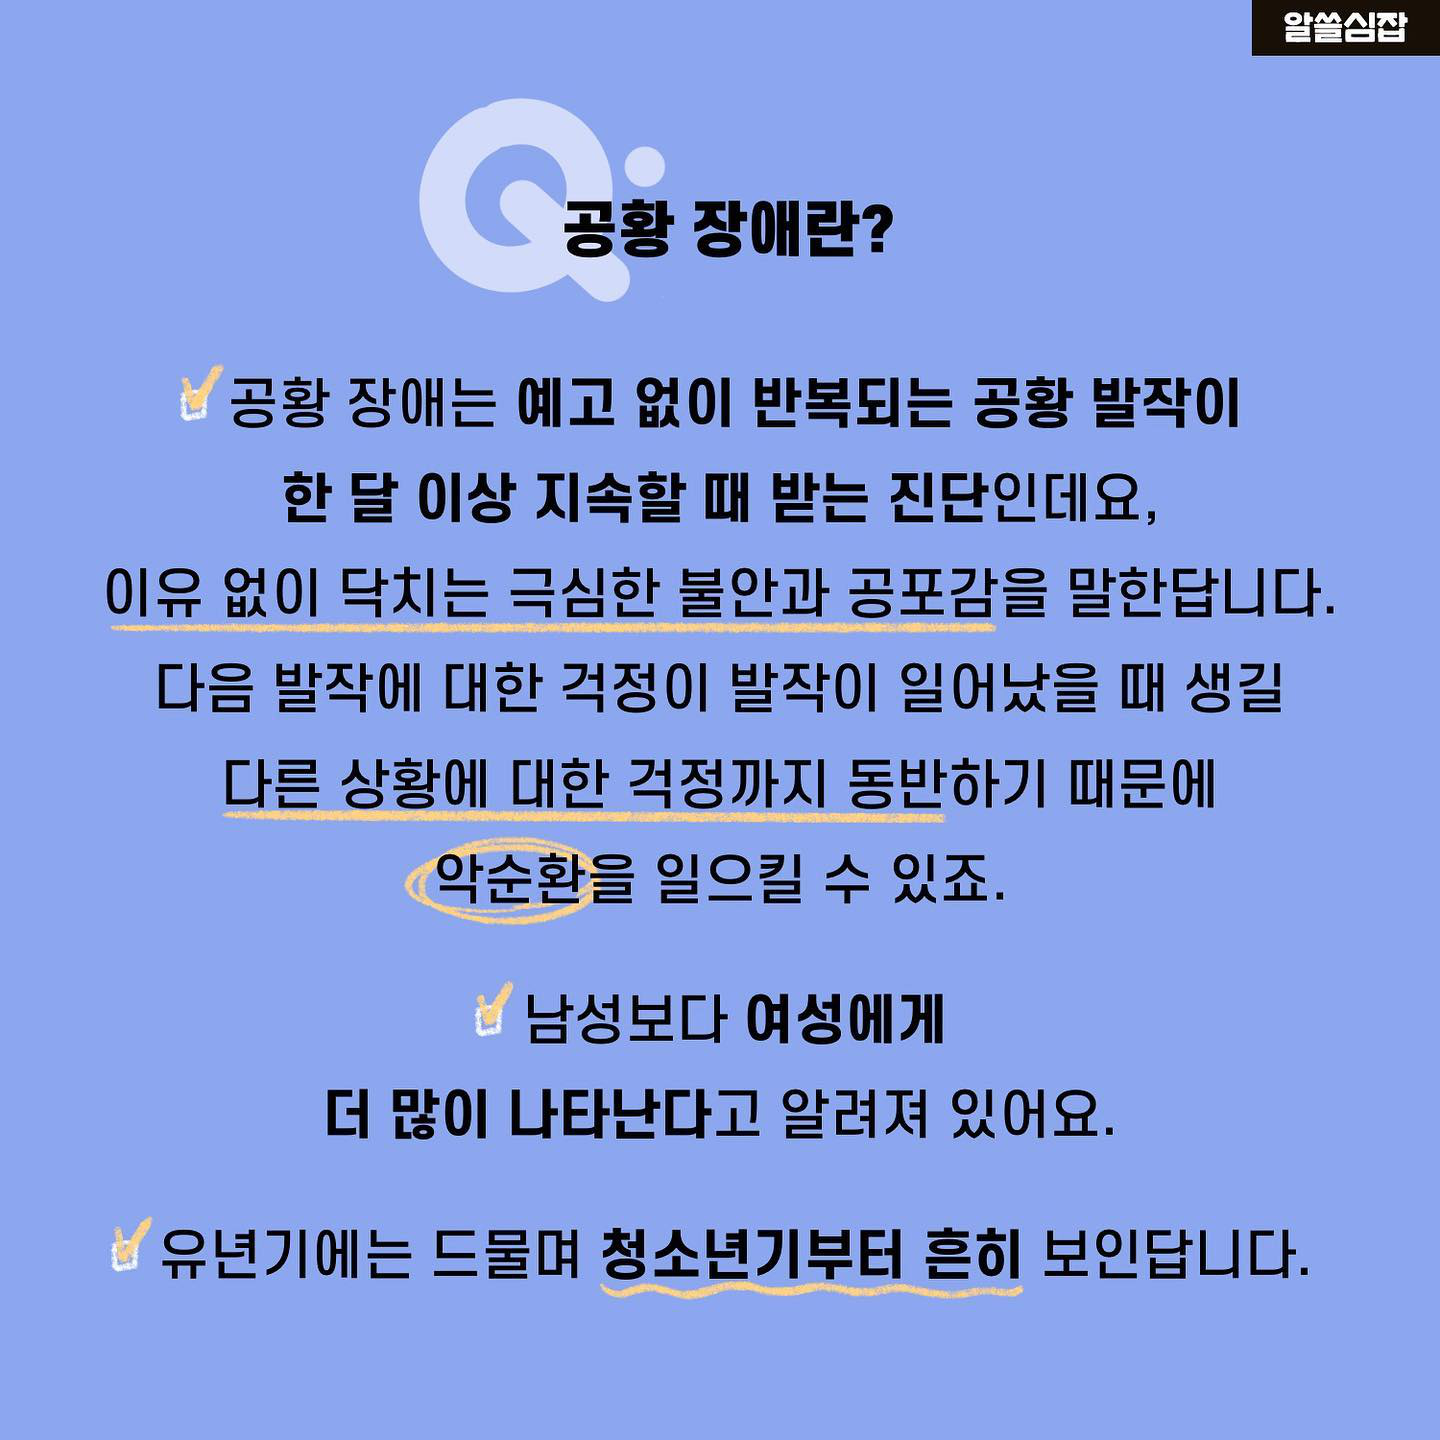 알쓸심잡
Q.
공황 장애란?
공황 장애는 예고 없이 반복되는 공황 발작이
한 달 이상 지속할 때 받는 진단인데요,
이유 없이 닥치는 극심한 불안과 공포감을 말한답니다.
다음 발작에 대한 걱정이 발작이 일어났을 때 생길
다른 상황에 대한 걱정까지 동반하기 때문에
악순환을 일으킬 수 있죠.
남성보다 여성에게
더 많이 나타난다고 알려져 있어요.
유년기에는 드물며 청소년기부터 흔히 보인답니다.